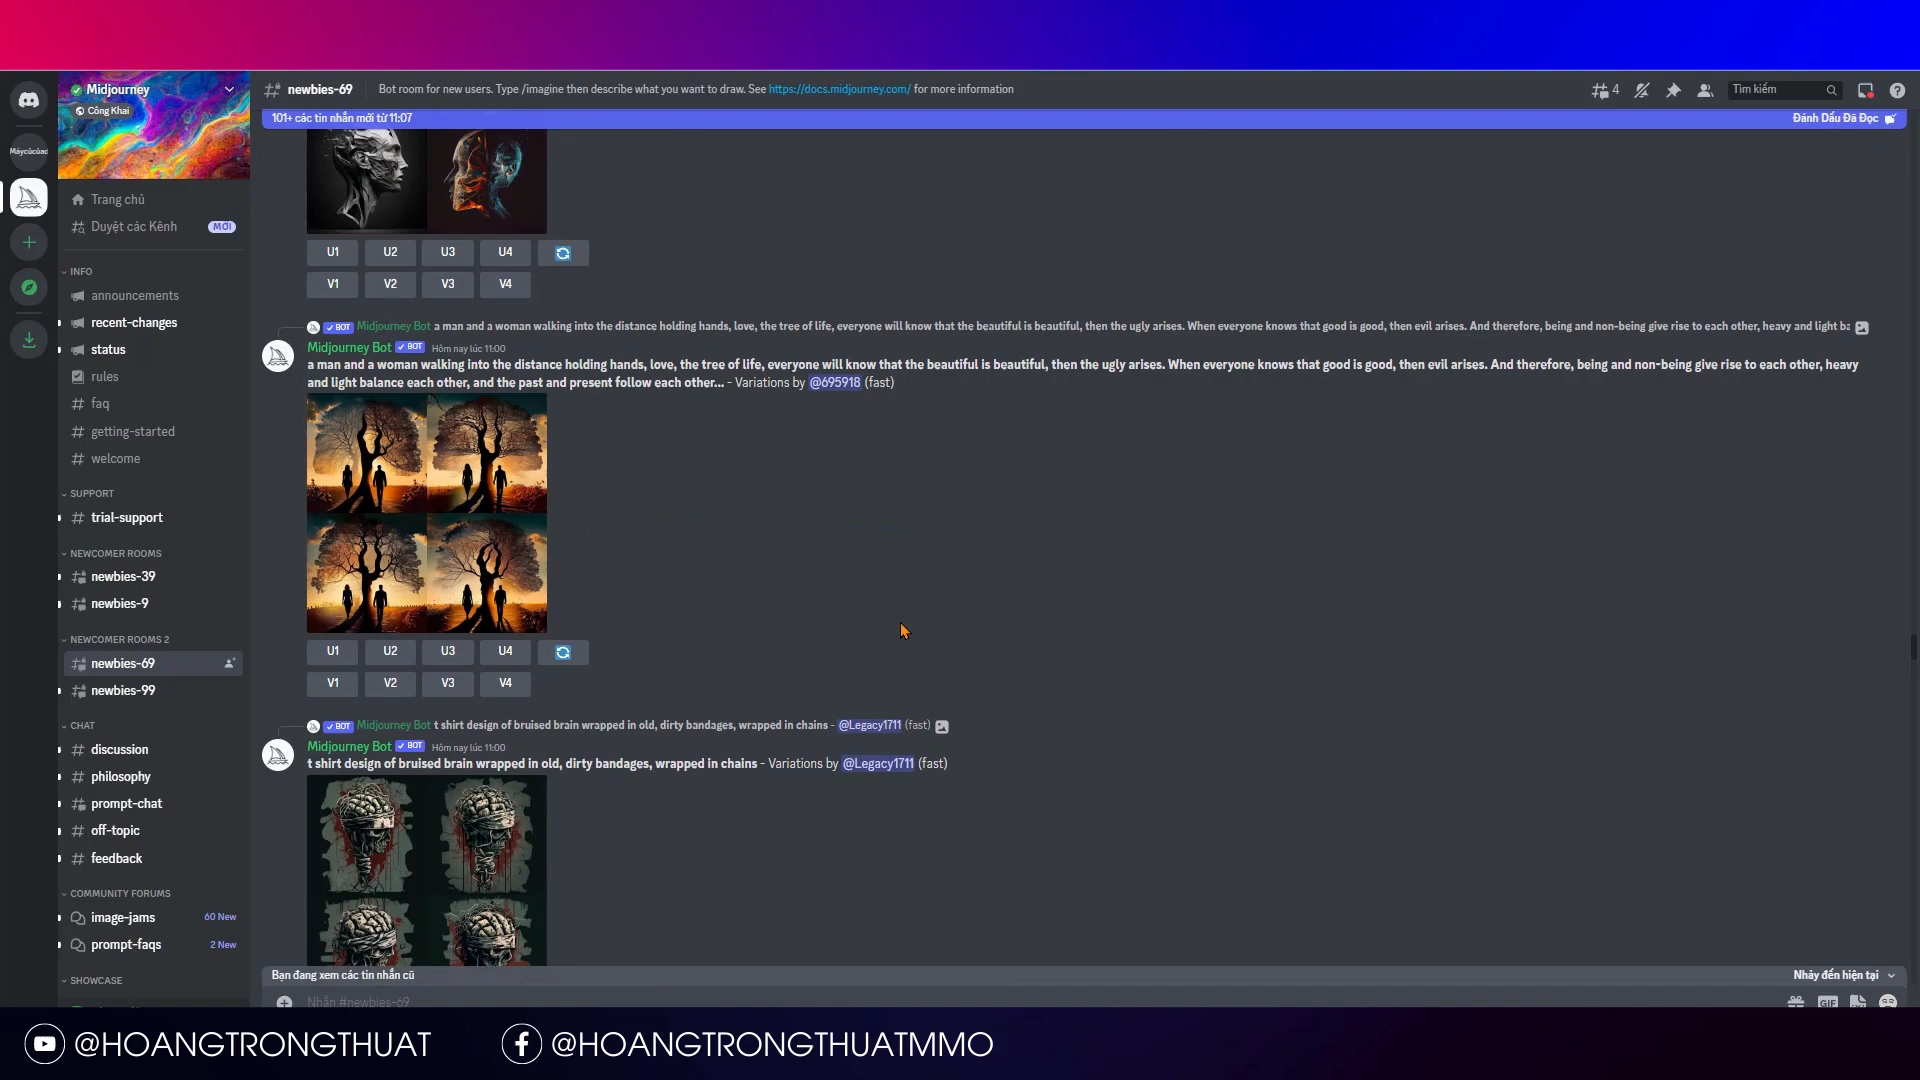 Midjourney
Công Khai
newbies-69
Bot room for new users. Type /imagine then describe what you want to draw. See https://docs.midjourney.com/ for more information
4
Tìm kiếm
101+ các tin nhắn mới từ 11:07
Đánh Dấu Đã Đọc
Trang chủ
Duyệt các Kênh
MỚI
INFO
announcements
recent-changes
status
rules
faq
getting-started
welcome
SUPPORT
trial-support
NEWCOMER ROOMS
newbies-39
newbies-9
NEWCOMER ROOMS 2
newbies-69
newbies-99
CHAT
discussion
philosophy
prompt-chat
off-topic
feedback
COMMUNITY FORUMS
image-jams 60 New
prompt-faqs 2 New
SHOWCASE
U1 U2 U3 U4
V1 V2 V3 V4
BOT Midjourney Bot a man and a woman walking into the distance holding hands, love, the tree of life, everyone will know that the beautiful is beautiful, then the ugly arises. When everyone knows that good is good, then evil arises. And therefore, being and non-being give rise to each other, heavy and light ba
Midjourney Bot BOT Hôm nay lúc 11:00
a man and a woman walking into the distance holding hands, love, the tree of life, everyone will know that the beautiful is beautiful, then the ugly arises. When everyone knows that good is good, then evil arises. And therefore, being and non-being give rise to each other, heavy
and light balance each other, and the past and present follow each other... - Variations by @695918 (fast)
U1 U2 U3 U4
V1 V2 V3 V4
BOT Midjourney Bot t shirt design of bruised brain wrapped in old, dirty bandages, wrapped in chains - @Legacy1711 (fast)
Midjourney Bot BOT Hôm nay lúc 11:00
t shirt design of bruised brain wrapped in old, dirty bandages, wrapped in chains - Variations by @Legacy1711 (fast)
Bạn đang xem các tin nhắn cũ
Nhảy đến hiện tại
Nhắn #newbies-69
GIF
@HOANGTRONGTHUAT
@HOANGTRONGTHUATMMO